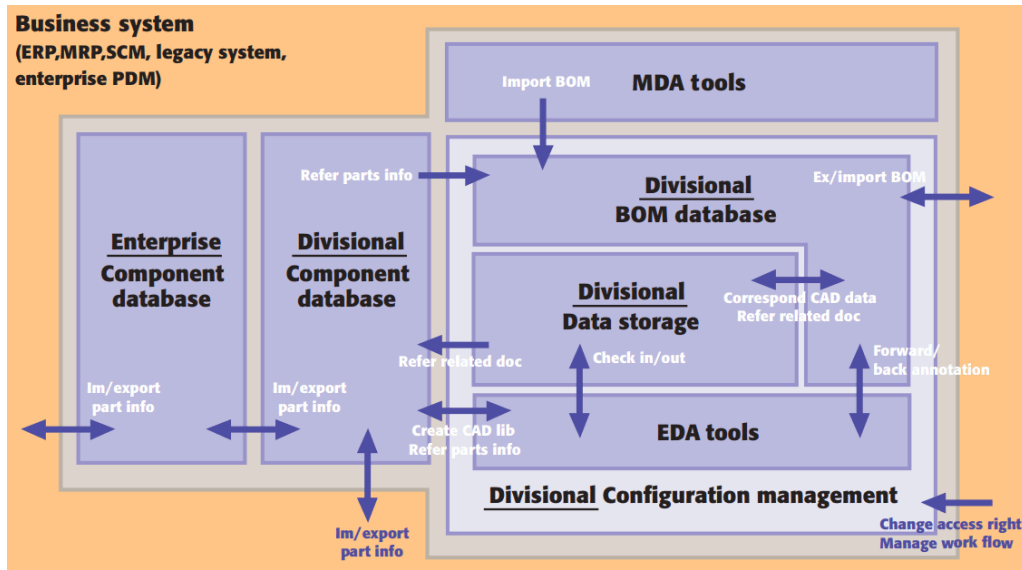 Business system
(ERP,MRP,SCM, legacy system,
enterprise PDM)
Import BOM
MDA tools
Refer parts info
Divisional
BOM database
Ex/import BOM
Enterprise
Component
database
Divisional
Component
database
Divisional
Data storage
Correspond CAD data
Refer related doc
Refer related doc
Check in/out
Forward/
back annotation
Im/export
part info
Im/export
part info
Create CAD lib
Refer parts info
EDA tools
Divisional Configuration management
Im/export
part info
Change access right
Manage work flow